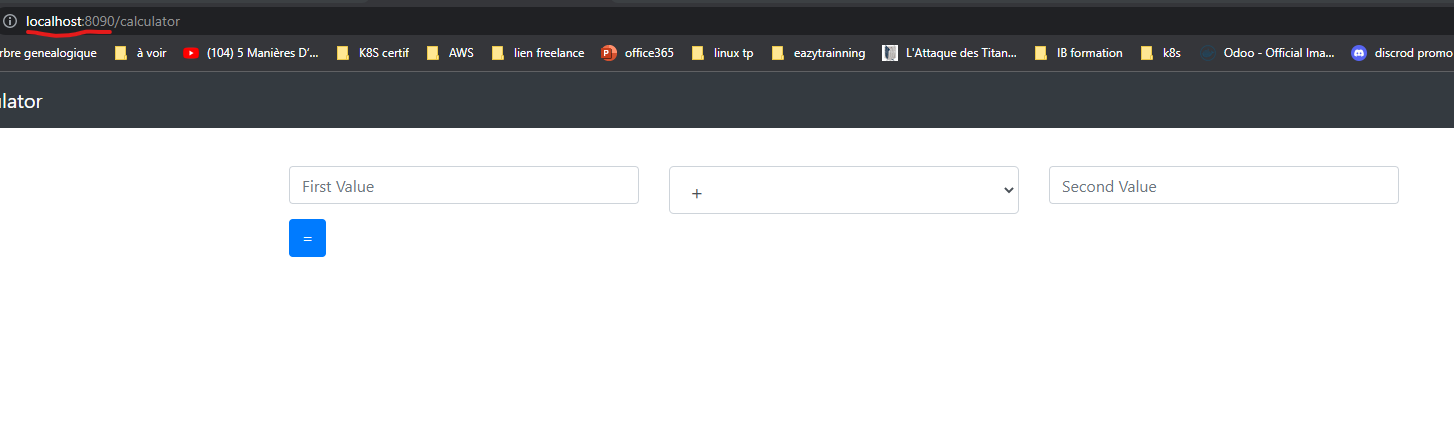 localhost:8090/calculator
rbre genealogique à voir (104) 5 Manières D'... K8S certif AWS lien freelance office365 linux tp eazytrainning L'Attaque des Titan... IB formation k8s Odoo - Official Ima... discrod promo
lator
First Value + Second Value
=